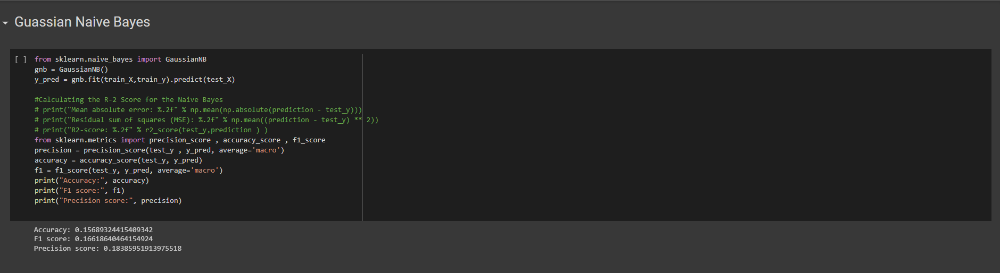 Guassian Naive Bayes
[ ] from sklearn.naive_bayes import GaussianNB
gnb = GaussianNB()
y_pred = gnb.fit(train_X,train_y).predict(test_X)
#Calculating the R-2 Score for the Naive Bayes
# print("Mean absolute error: %.2f" % np.mean(np.absolute(prediction - test_y)))
# print("Residual sum of squares (MSE): %.2f" % np.mean((prediction - test_y) ** 2))
# print("R2-score: %.2f" % r2_score(test_y,prediction ) )
from sklearn.metrics import precision_score , accuracy_score , f1_score
precision = precision_score(test_y , y_pred, average='macro')
accuracy = accuracy_score(test_y, y_pred)
f1 = f1_score(test_y, y_pred, average='macro')
print("Accuracy:", accuracy)
print("F1 score:", f1)
print("Precision score:", precision)
Accuracy: 0.15689324415409342
F1 score: 0.16618640464154924
Precision score: 0.18385951913975518